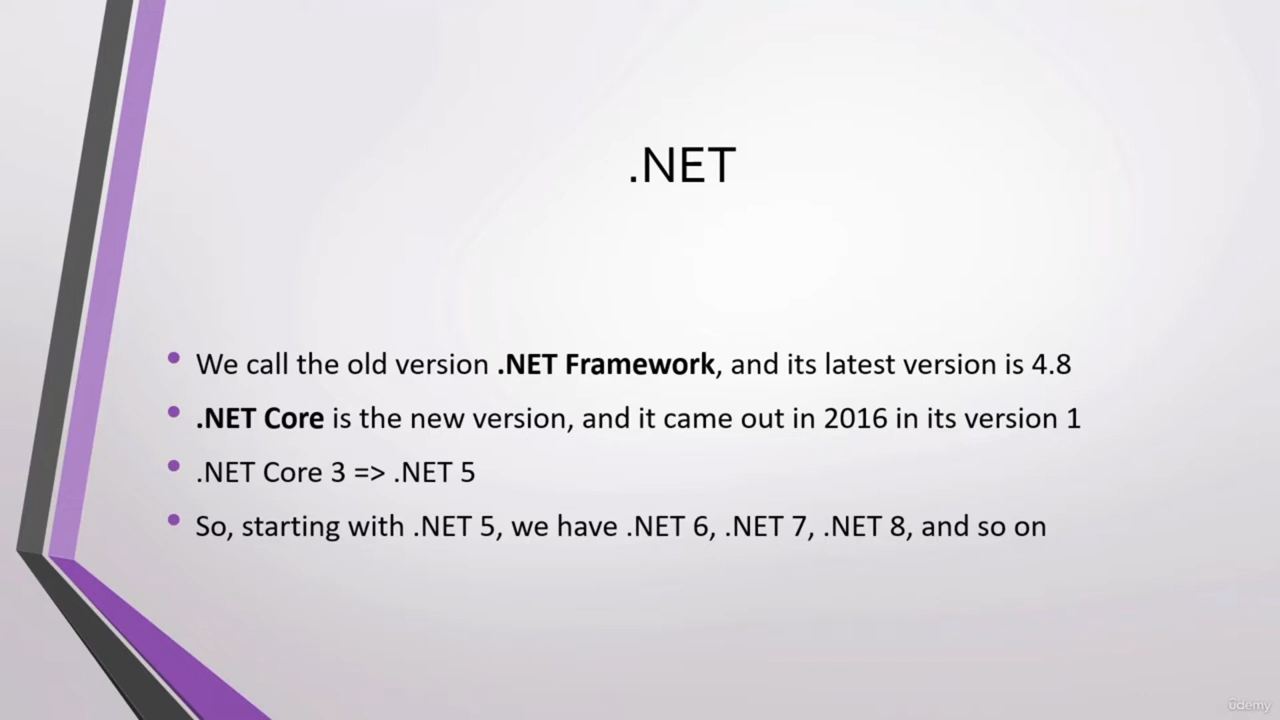 .NET
• We call the old version .NET Framework, and its latest version is 4.8
• .NET Core is the new version, and it came out in 2016 in its version 1
• .NET Core 3 => .NET 5
• So, starting with .NET 5, we have .NET 6, .NET 7, .NET 8, and so on
ûdemy